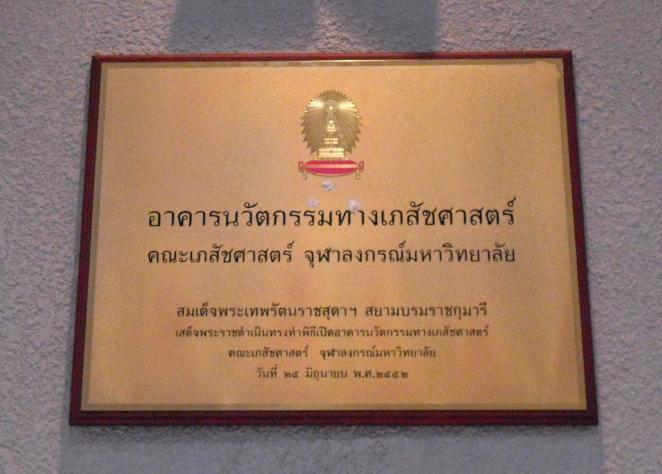 อาคารนวัตกรรมทางเภสัชศาสตร์
คณะเภสัชศาสตร์ จุฬาลงกรณ์มหาวิทยาลัย
สมเด็จพระเทพรัตนราชสุดาฯ สยามบรมราชกุมารี
เสด็จพระราชดำเนินทรงทำพิธีเปิดอาคารนวัตกรรมทางเภสัชศาสตร์
คณะเภสัชศาสตร์ จุฬาลงกรณ์มหาวิทยาลัย
วันที่ ๒๕ มิถุนายน พ.ศ.๒๕๕๒